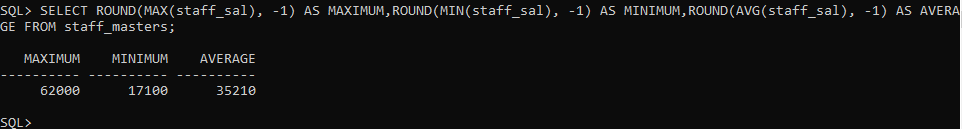 SQL> SELECT ROUND(MAX(staff_sal), -1) AS MAXIMUM,ROUND(MIN(staff_sal), -1) AS MINIMUM,ROUND(AVG(staff_sal), -1) AS AVERA
GE FROM staff_masters;
   MAXIMUM    MINIMUM    AVERAGE
---------- ---------- ----------
     62000      17100      35210
SQL>